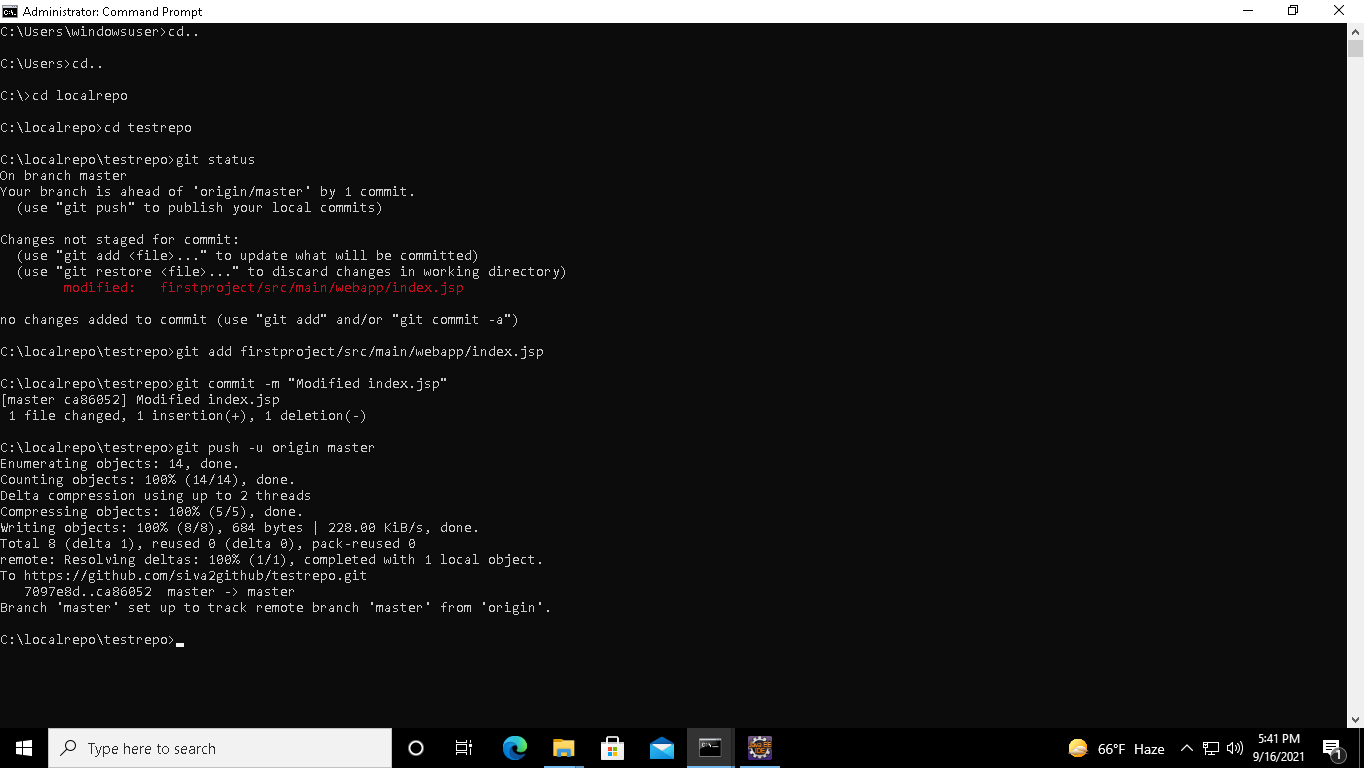 Administrator: Command Prompt
C:\Users\windowsuser>cd..
C:\Users>cd..
C:\>cd localrepo
C:\localrepo>cd testrepo
C:\localrepo\testrepo>git status
On branch master
Your branch is ahead of 'origin/master' by 1 commit.
  (use "git push" to publish your local commits)
Changes not staged for commit:
  (use "git add <file>..." to update what will be committed)
  (use "git restore <file>..." to discard changes in working directory)
        modified:   firstproject/src/main/webapp/index.jsp
no changes added to commit (use "git add" and/or "git commit -a")
C:\localrepo\testrepo>git add firstproject/src/main/webapp/index.jsp
C:\localrepo\testrepo>git commit -m "Modified index.jsp"
[master ca86052] Modified index.jsp
 1 file changed, 1 insertion(+), 1 deletion(-)
C:\localrepo\testrepo>git push -u origin master
Enumerating objects: 14, done.
Counting objects: 100% (14/14), done.
Delta compression using up to 2 threads
Compressing objects: 100% (5/5), done.
Writing objects: 100% (8/8), 684 bytes | 228.00 KiB/s, done.
Total 8 (delta 1), reused 0 (delta 0), pack-reused 0
remote: Resolving deltas: 100% (1/1), completed with 1 local object.
To https://github.com/siva2github/testrepo.git
   7097e8d..ca86052  master -> master
Branch 'master' set up to track remote branch 'master' from 'origin'.
C:\localrepo\testrepo>
Type here to search
66°F Haze
5:41 PM
9/16/2021
1